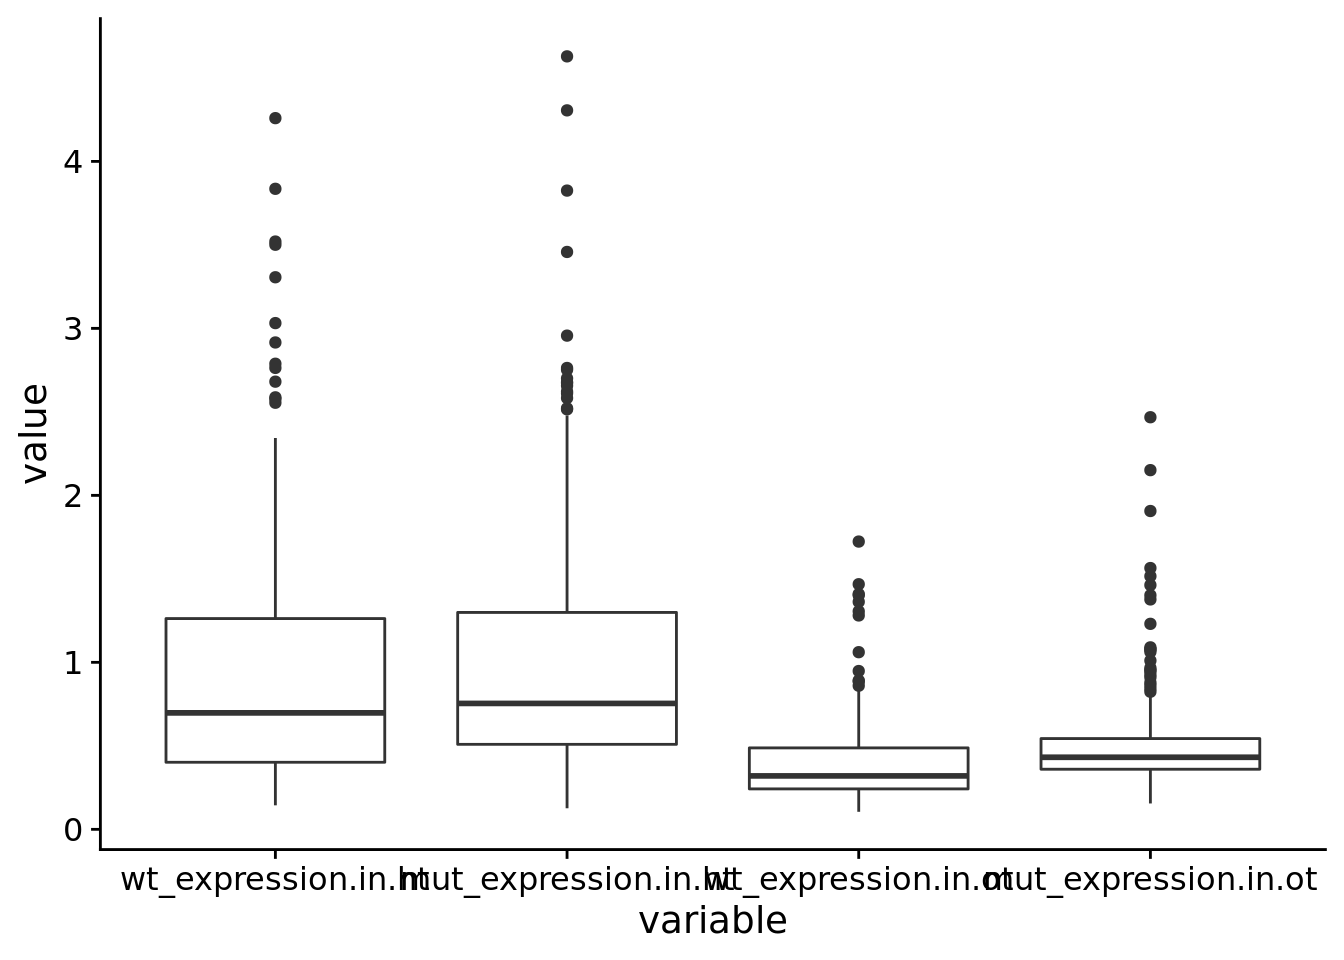 4
3
2
1
0
value
wt_expression.in.ht
mut_expression.in.ht
wt_expression.in.ot
mut_expression.in.ot
variable